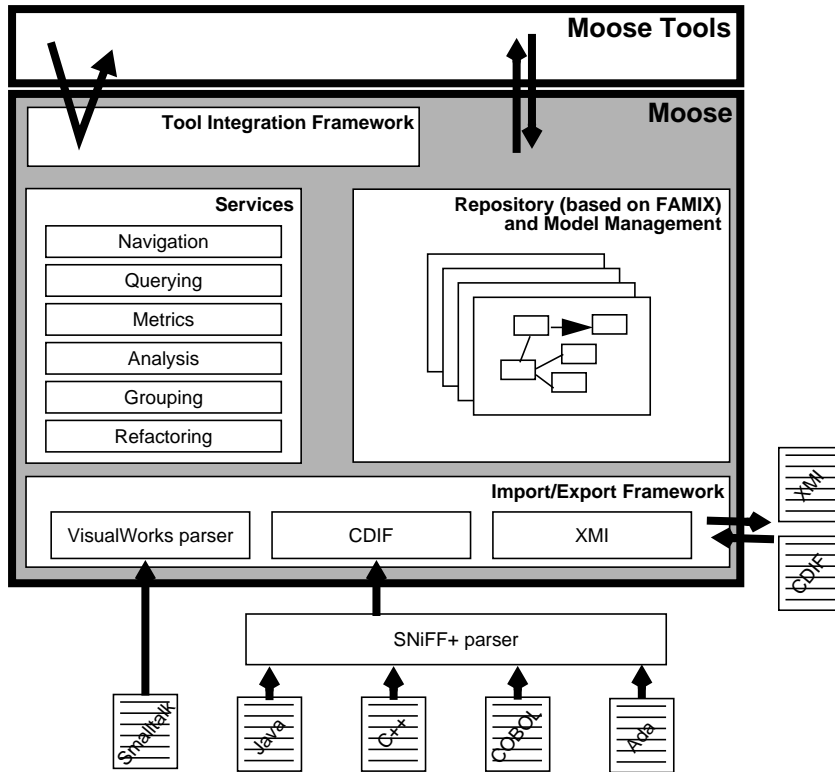 Moose Tools
Moose
Tool Integration Framework
Services
Navigation
Querying
Metrics
Analysis
Grouping
Refactoring
Repository (based on FAMIX)
and Model Management
Import/Export Framework
VisualWorks parser
CDIF
XMI
XMI
CDIF
SNiFF+ parser
Smalltalk
Java
C++
COBOL
Ada